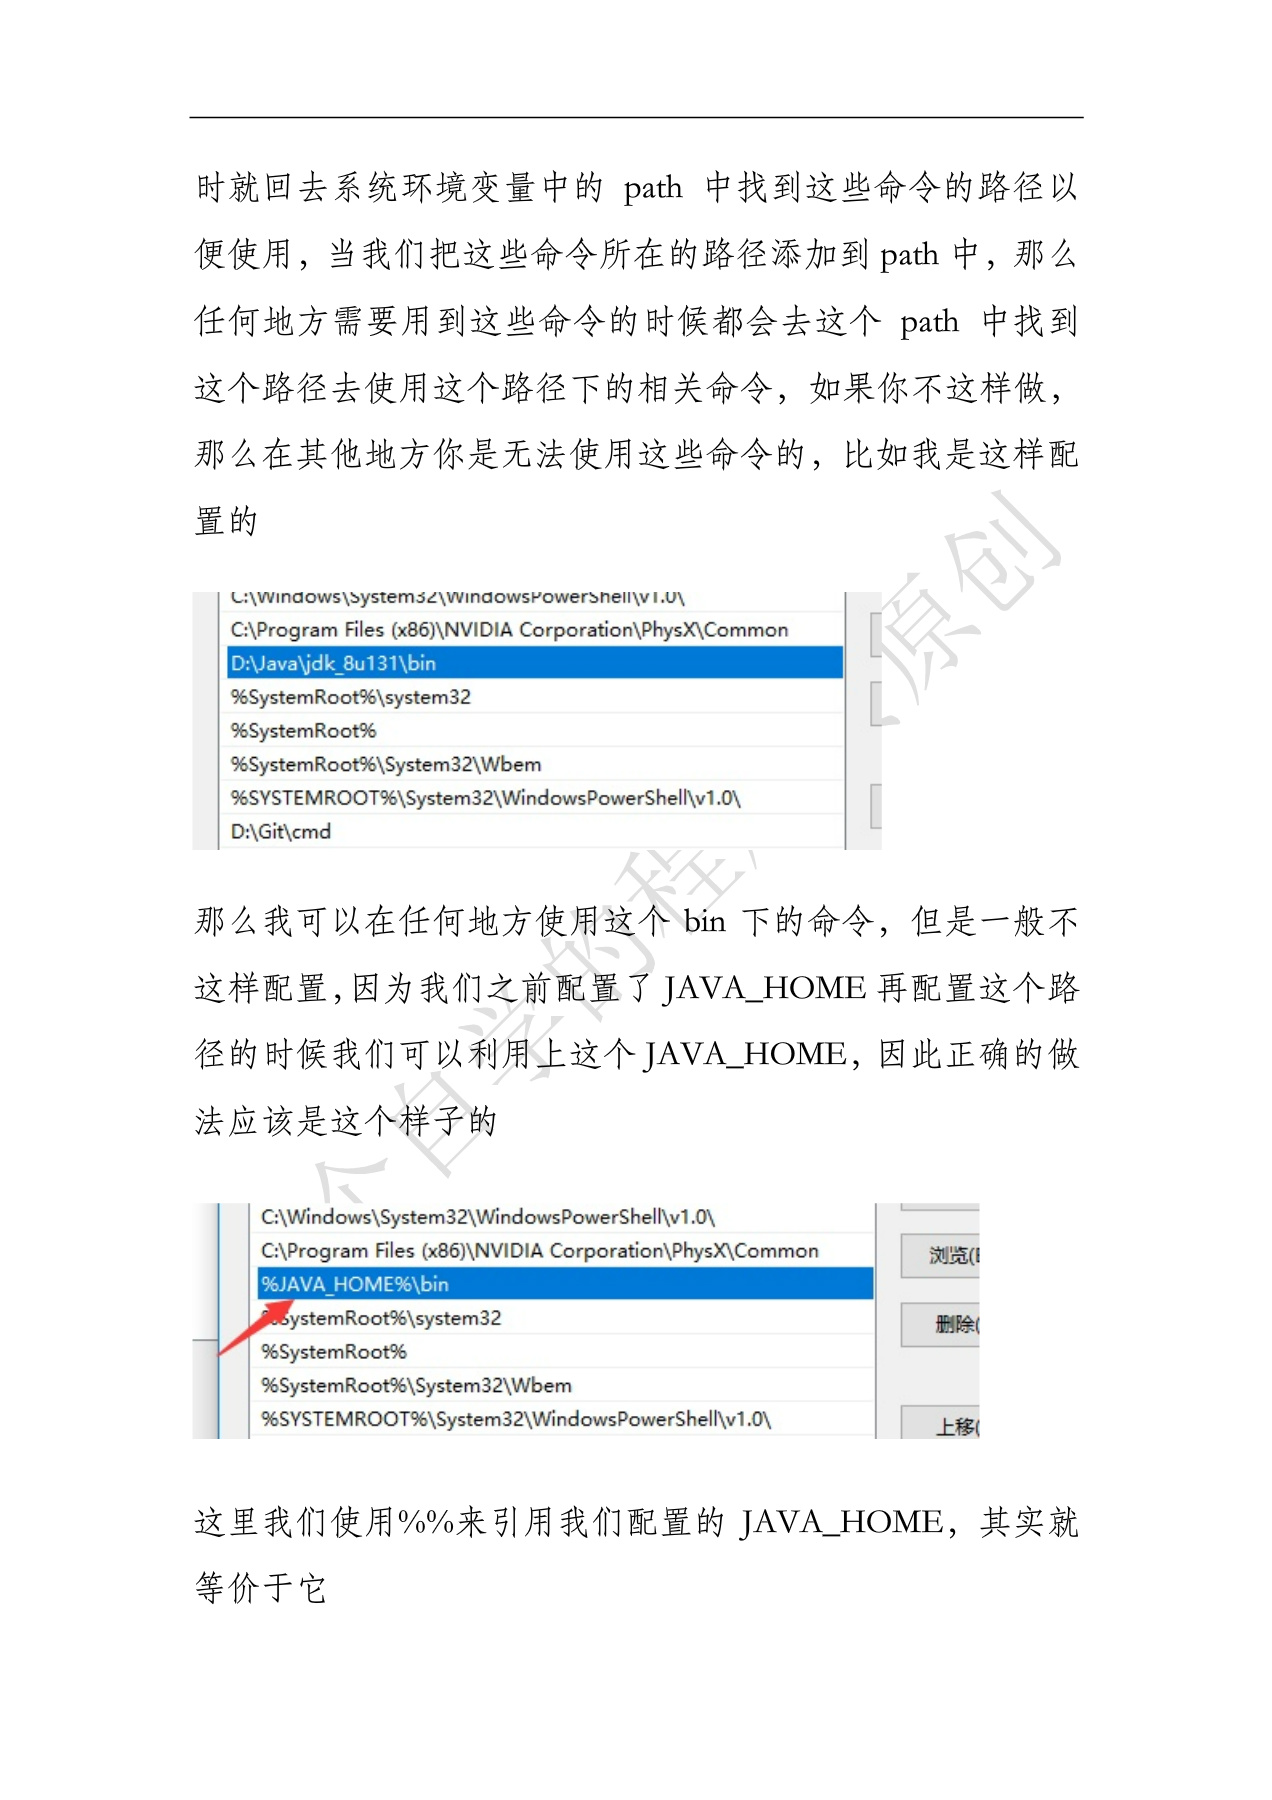 时就回去系统环境变量中的 path 中找到这些命令的路径以
便使用，当我们把这些命令所在的路径添加到 path 中，那么
任何地方需要用到这些命令的时候都会去这个 path 中找到
这个路径去使用这个路径下的相关命令，如果你不这样做，
那么在其他地方你是无法使用这些命令的，比如我是这样配
置的
C:\Windows\System32\WindowsPowerShell\v1.0\
C:\Program Files (x86)\NVIDIA Corporation\PhysX\Common
D:\Java\jdk_8u131\bin
%SystemRoot%\system32
%SystemRoot%
%SystemRoot%\System32\Wbem
%SYSTEMROOT%\System32\WindowsPowerShell\v1.0\
D:\Git\cmd
那么我可以在任何地方使用这个 bin 下的命令，但是一般不
这样配置，因为我们之前配置了 JAVA_HOME 再配置这个路
径的时候我们可以利用上这个 JAVA_HOME，因此正确的做
法应该是这个样子的
C:\Windows\System32\WindowsPowerShell\v1.0\
C:\Program Files (x86)\NVIDIA Corporation\PhysX\Common
浏览(
%JAVA_HOME%\bin
%SystemRoot%\system32
删除(
%SystemRoot%
%SystemRoot%\System32\Wbem
%SYSTEMROOT%\System32\WindowsPowerShell\v1.0\
上移(
这里我们使用%%来引用我们配置的 JAVA_HOME，其实就
等价于它
个自学的程 原创